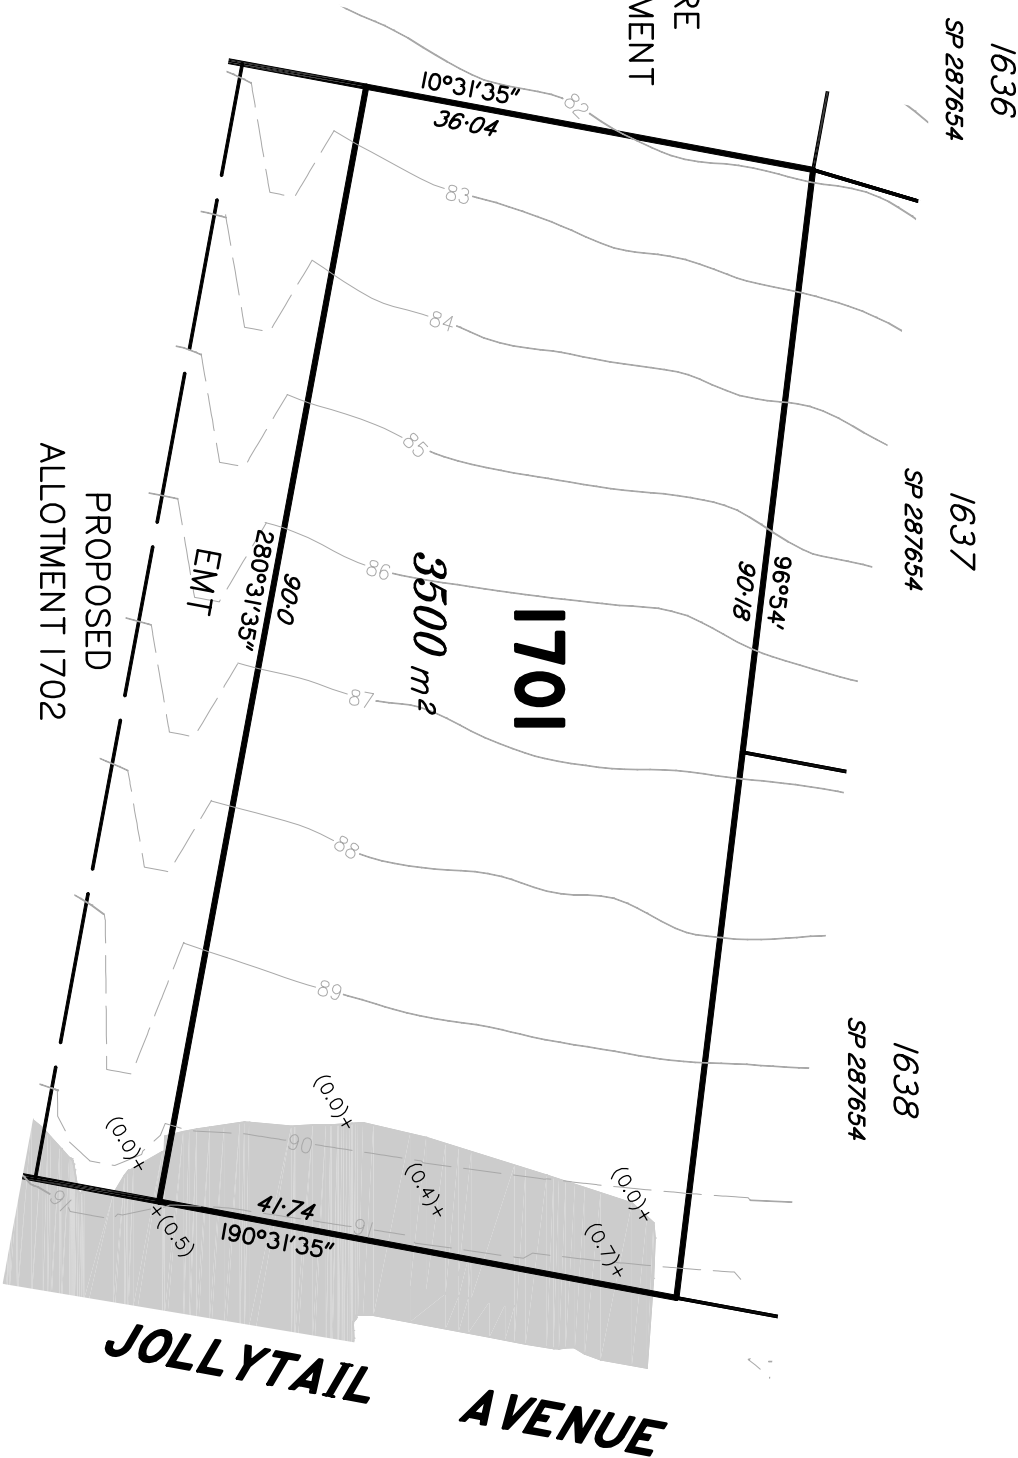 RE
MENT
1636
SP 287654
10°31'35"
36·04
82
83
84
85
86
87
88
89
90
91
91
1637
SP 287654
96°54'
90·18
3500 m²
1701
90·0
280°31'35"
EMT
PROPOSED
ALLOTMENT 1702
1638
SP 287654
(0.0)+
(0.0)+
(0.4)+
(0.0)+
(0.7)+
+(0.5)
41·74
190°31'35"
JOLLYTAIL AVENUE